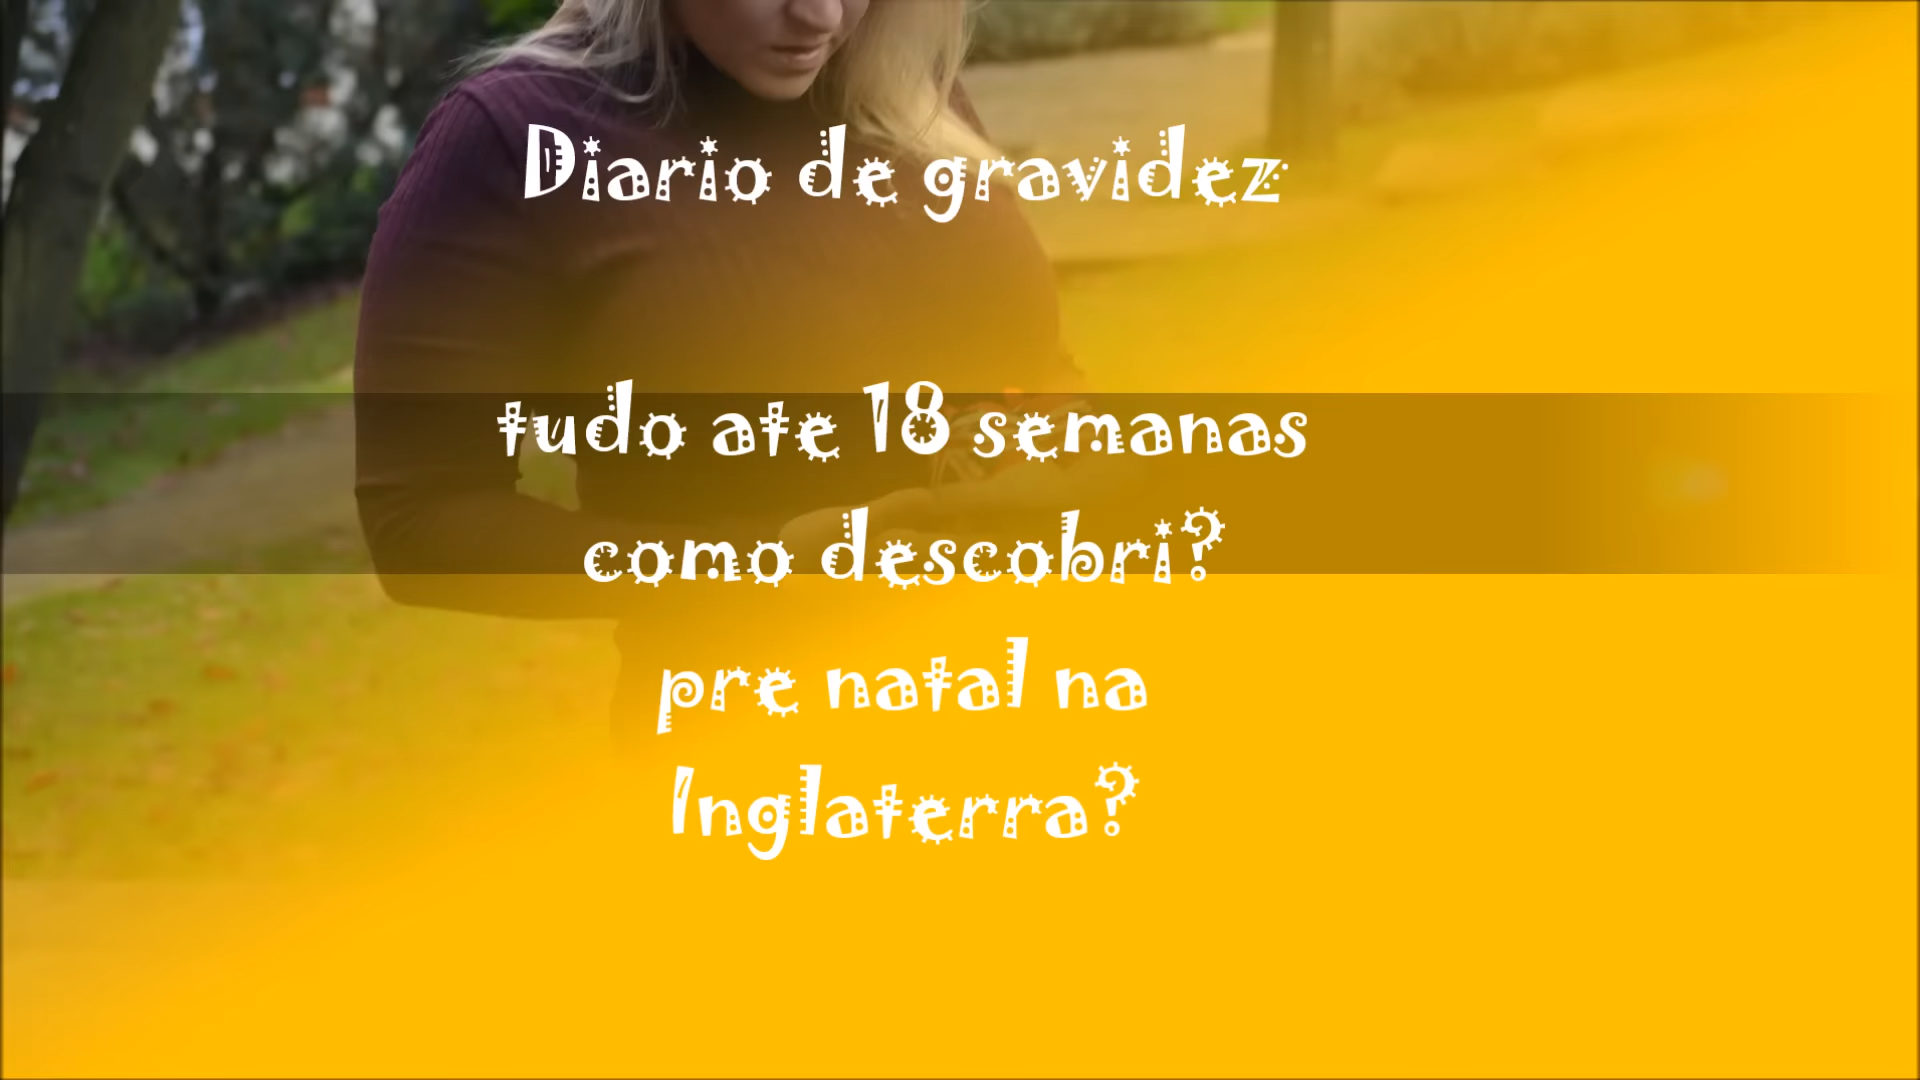 Diario de gravidez
tudo ate 18 semanas
como descobri?
pre natal na
Inglaterra?